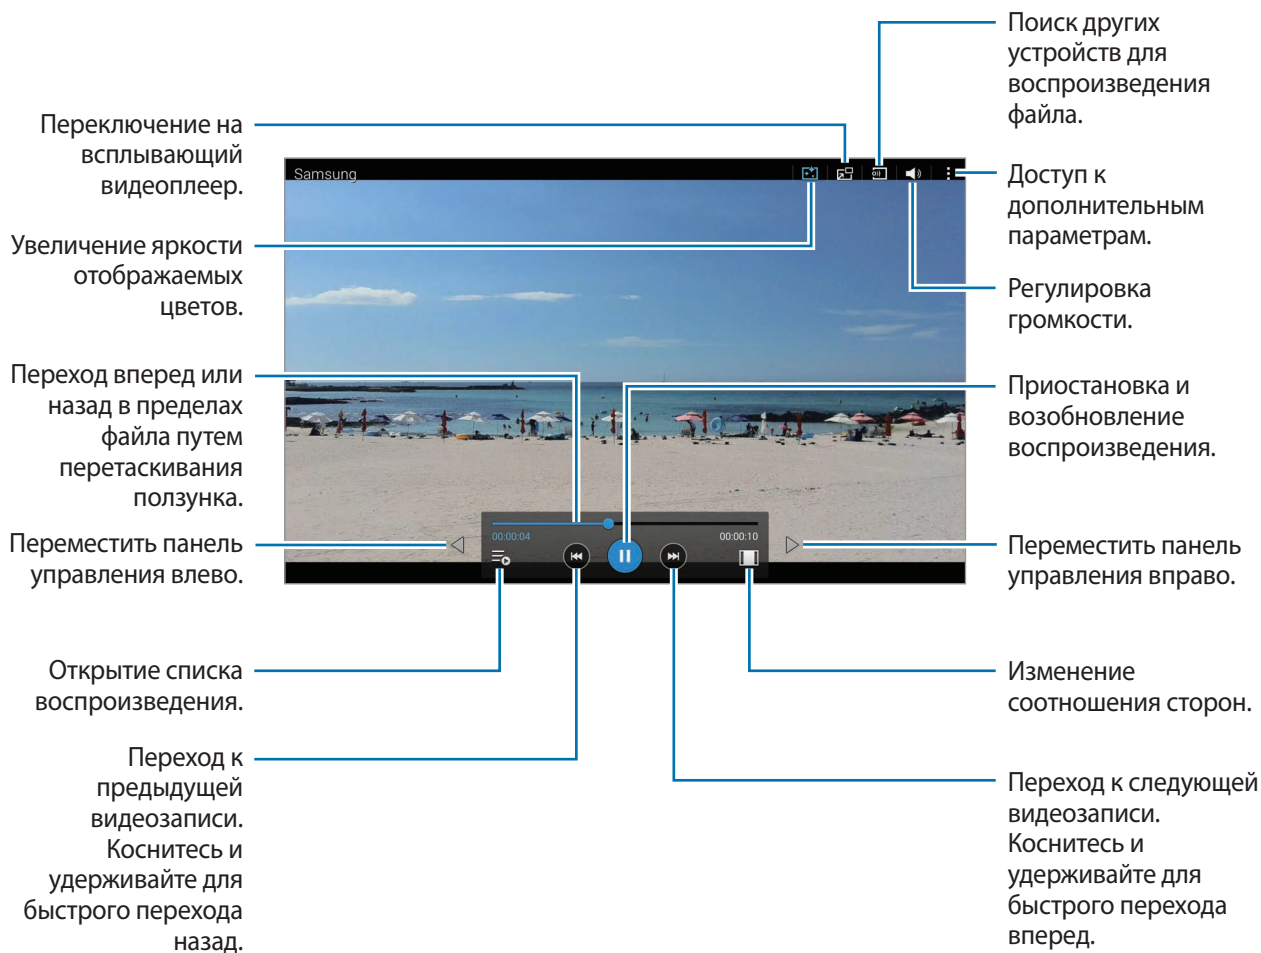 Поиск других
устройств для
воспроизведения
файла.
Переключение на
всплывающий
видеоплеер.
Samsung
Доступ к
дополнительным
параметрам.
Увеличение яркости
отображаемых
цветов.
Регулировка
громкости.
Переход вперед или
назад в пределах
файла путем
перетаскивания
ползунка.
Приостановка и
возобновление
воспроизведения.
00:00:04
00:00:10
Переместить панель
управления влево.
Переместить панель
управления вправо.
Открытие списка
воспроизведения.
Изменение
соотношения сторон.
Переход к
предыдущей
видеозаписи.
Коснитесь и
удерживайте для
быстрого перехода
назад.
Переход к следующей
видеозаписи.
Коснитесь и
удерживайте для
быстрого перехода
вперед.